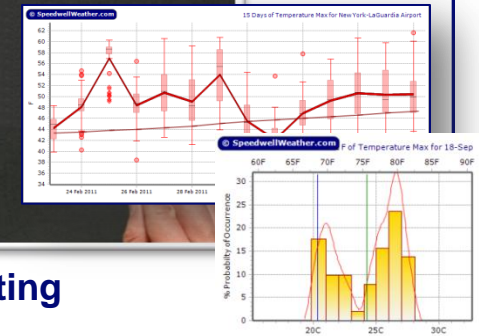 © SpeedwellWeather.com 15 Days of Temperature Max for New York-LaGuardia Airport
62
60
58
56
54
52
50
48
46
44
42
40
38
36
34
F
24 Feb 2011 26 Feb 2011 28 Feb 2011
© SpeedwellWeather.com F of Temperature Max for 18-Sep
60F 65F 70F 75F 80F 85F 90F
30
25
20
15
10
5
0
% Probabilty of Occurrence
20C 25C 30C
ting